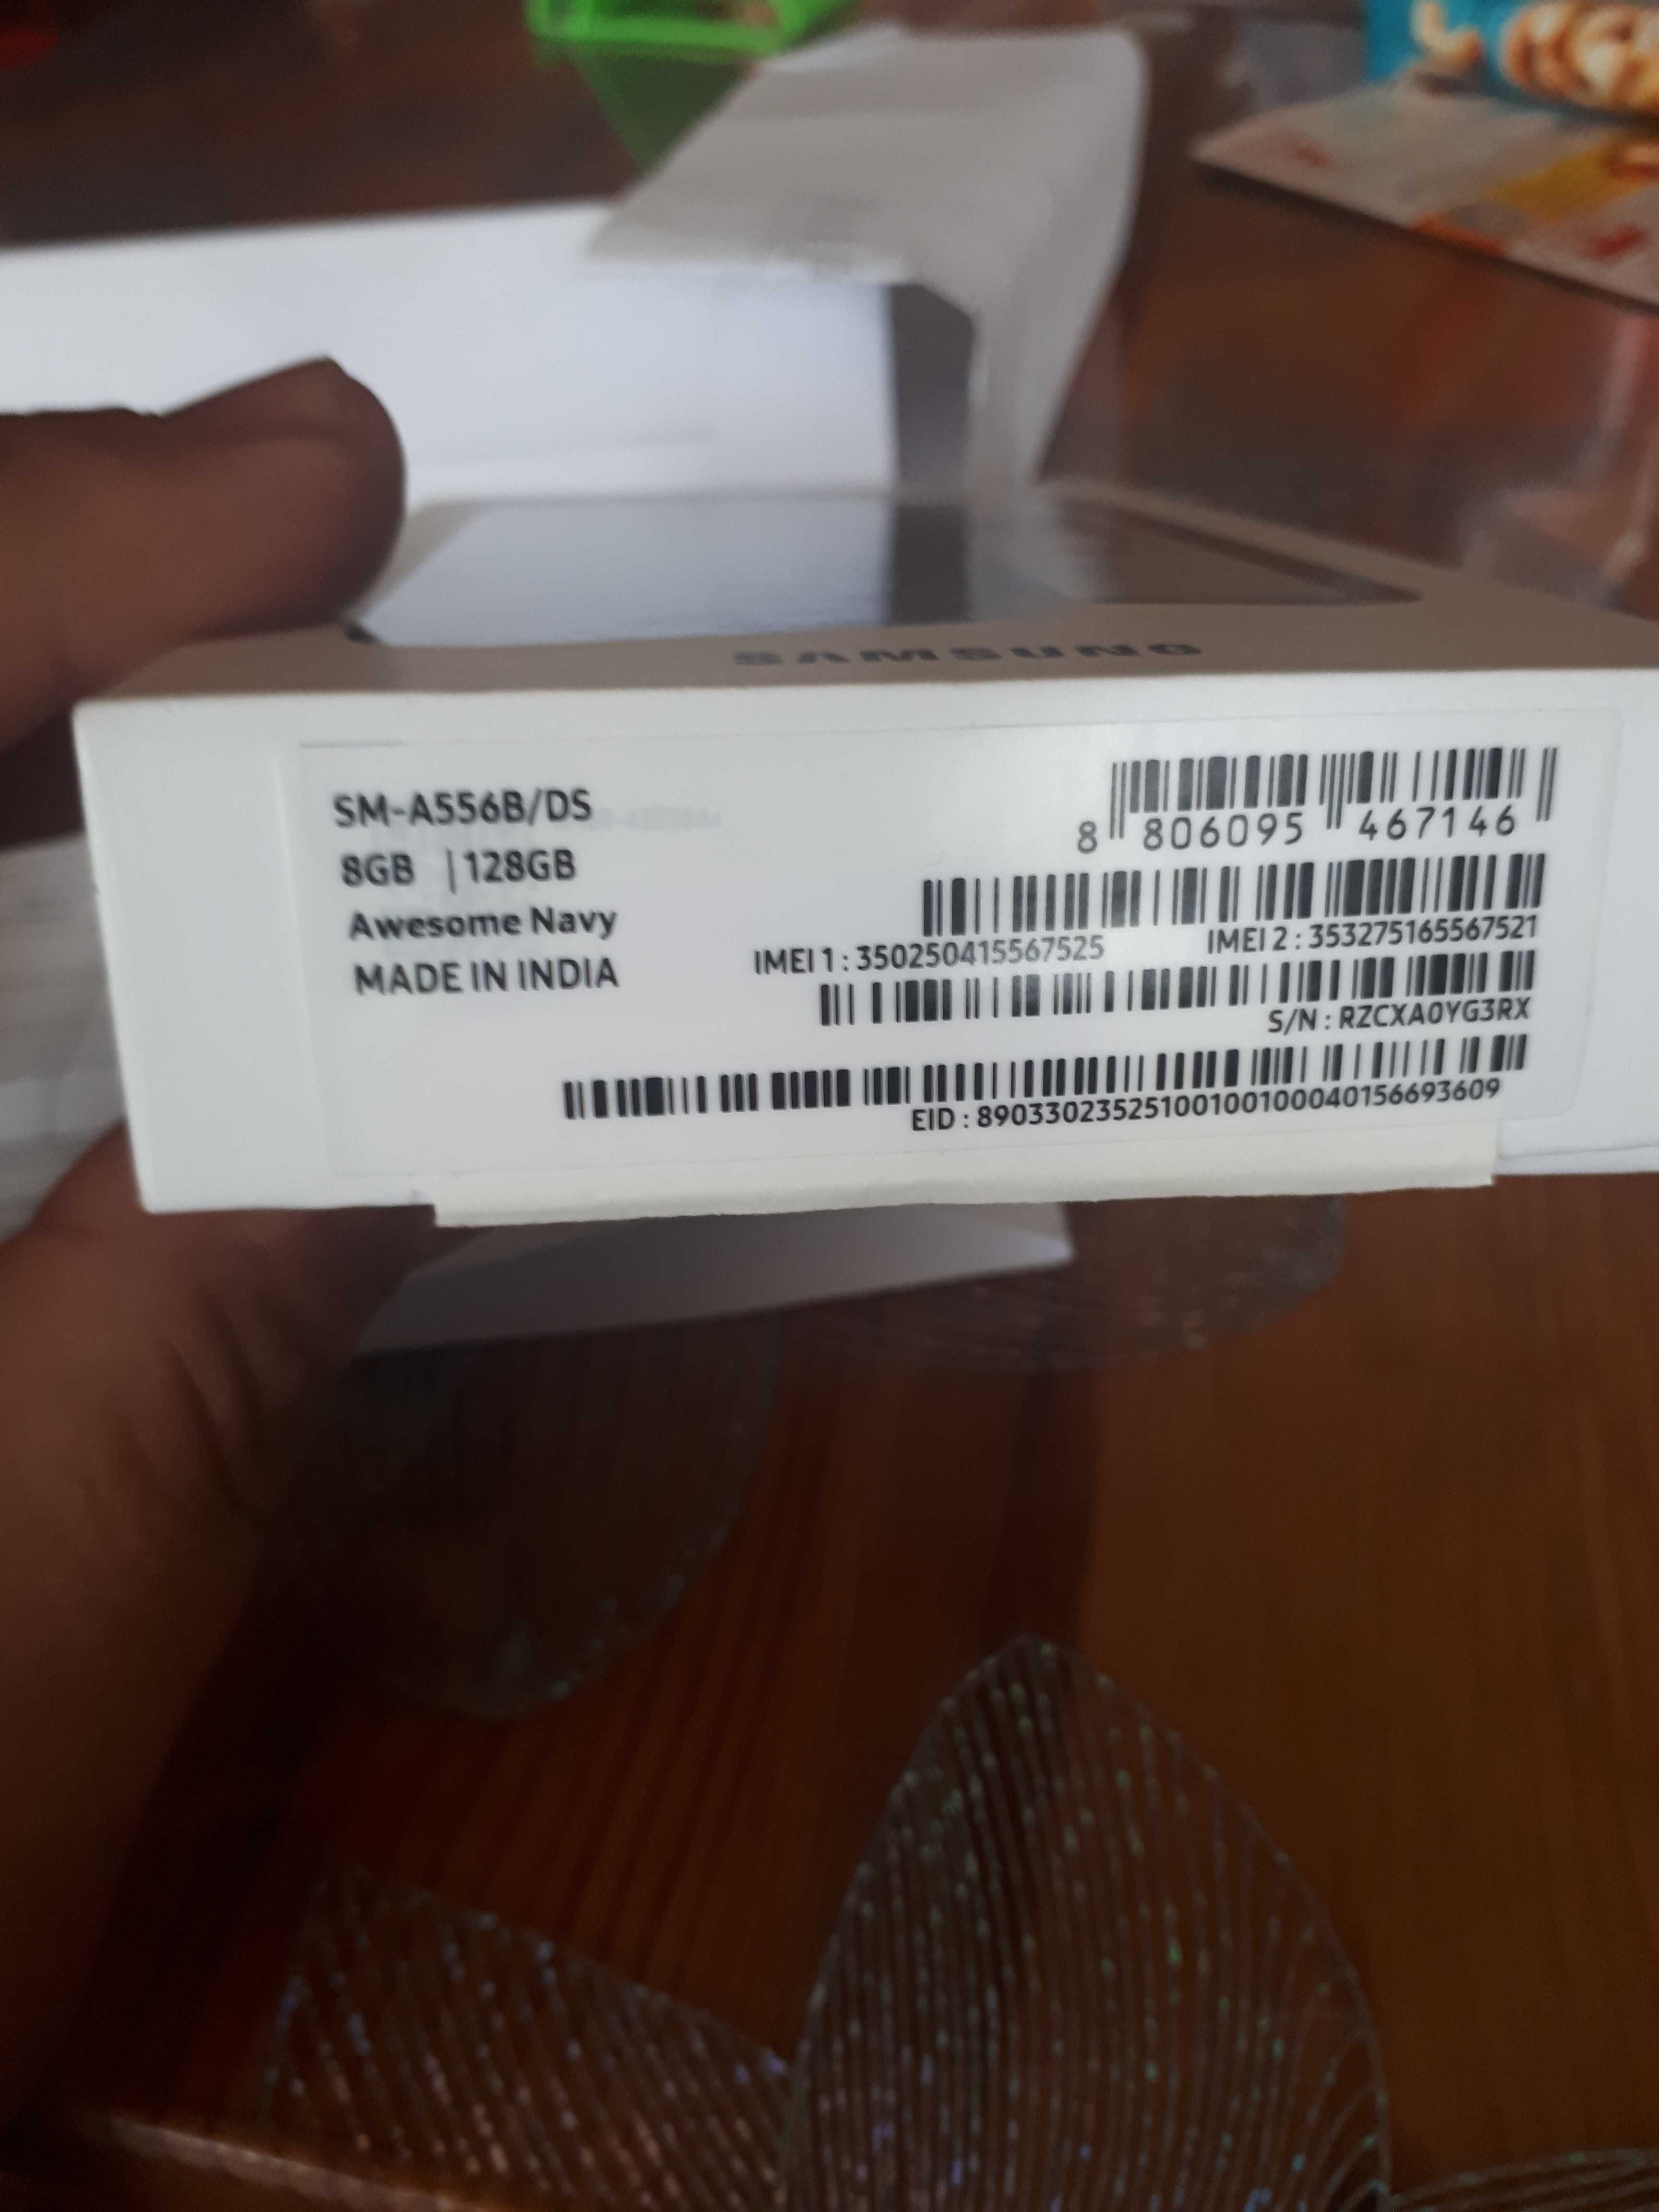 SAMSUNG
SM-A556B/DS
8GB | 128GB
Awesome Navy
MADE IN INDIA
8 806095 467146
IMEI 1 : 350250415567525 IMEI 2 : 353275165567521
S/N : RZCXA0YG3RX
EID : 89033023525100100100040156693609